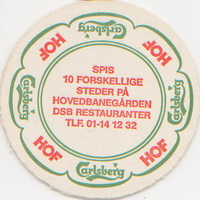 Carlsberg
HOF
HOF
SPIS
10 FORSKELLIGE
STEDER PÅ
HOVEDBANEGÅRDEN
DSB RESTAURANTER
TLF. 01-14 12 32
Carlsberg
Carlsberg
HOF
HOF
Carlsberg